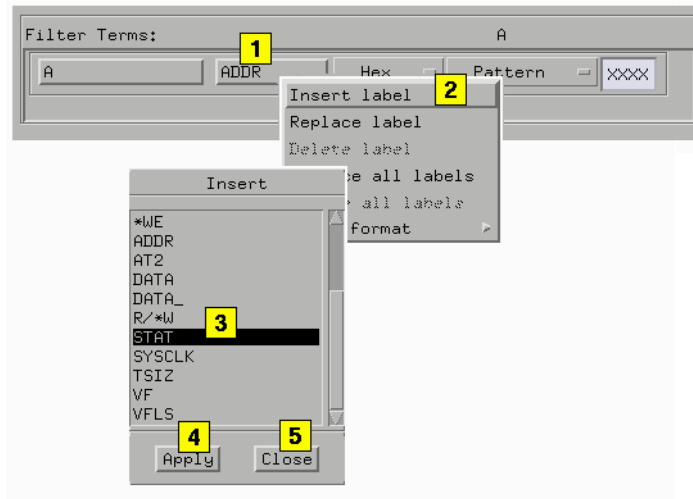 Filter Terms:
A
1
A
ADDR
Hex
Pattern
XXXX
Insert label
2
Replace label
Delete label
ce all labels
all labels
format
Insert
*WE
ADDR
AT2
DATA
DATA_
R/*W
3
STAT
SYSCLK
TSIZ
VF
VFLS
4
5
Apply
Close